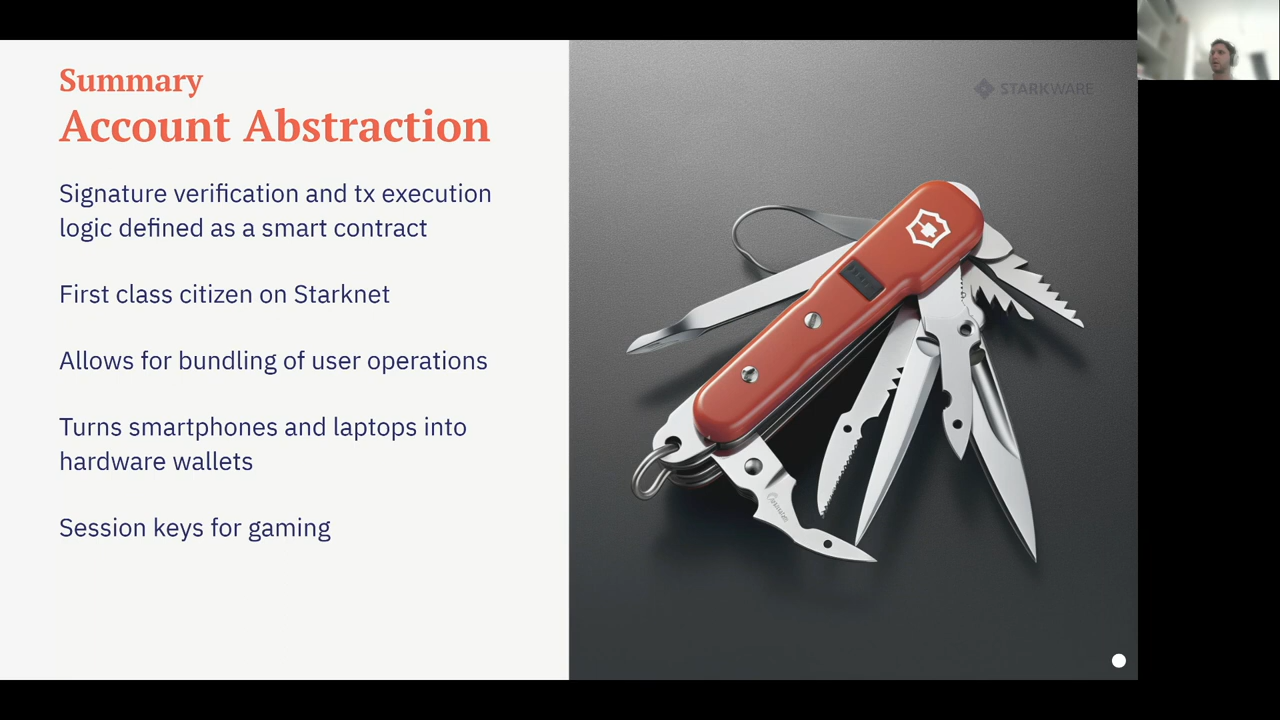 Summary
Account Abstraction
Signature verification and tx execution
logic defined as a smart contract
First class citizen on Starknet
Allows for bundling of user operations
Turns smartphones and laptops into
hardware wallets
Session keys for gaming
STARKWARE